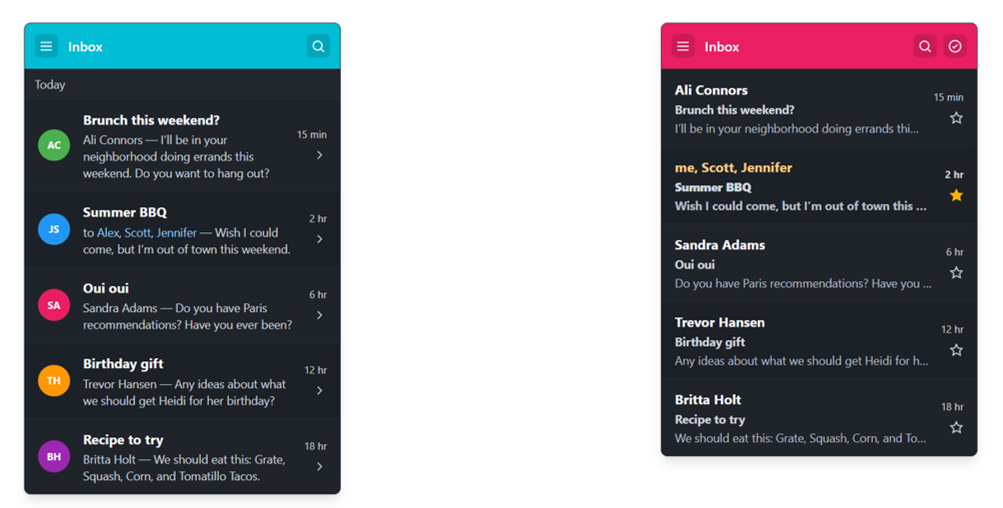 Inbox
Today
AC
Brunch this weekend?
15 min
Ali Connors — I'll be in your
neighborhood doing errands this
weekend. Do you want to hang out?
JS
Summer BBQ
2 hr
to Alex, Scott, Jennifer — Wish I could
come, but I'm out of town this weekend.
SA
Oui oui
6 hr
Sandra Adams — Do you have Paris
recommendations? Have you ever been?
TH
Birthday gift
12 hr
Trevor Hansen — Any ideas about what
we should get Heidi for her birthday?
BH
Recipe to try
18 hr
Britta Holt — We should eat this: Grate,
Squash, Corn, and Tomatillo Tacos.
Inbox
Ali Connors
15 min
Brunch this weekend?
I'll be in your neighborhood doing errands thi...
me, Scott, Jennifer
2 hr
Summer BBQ
Wish I could come, but I'm out of town this ...
Sandra Adams
6 hr
Oui oui
Do you have Paris recommendations? Have you ...
Trevor Hansen
12 hr
Birthday gift
Any ideas about what we should get Heidi for h...
Britta Holt
18 hr
Recipe to try
We should eat this: Grate, Squash, Corn, and To...